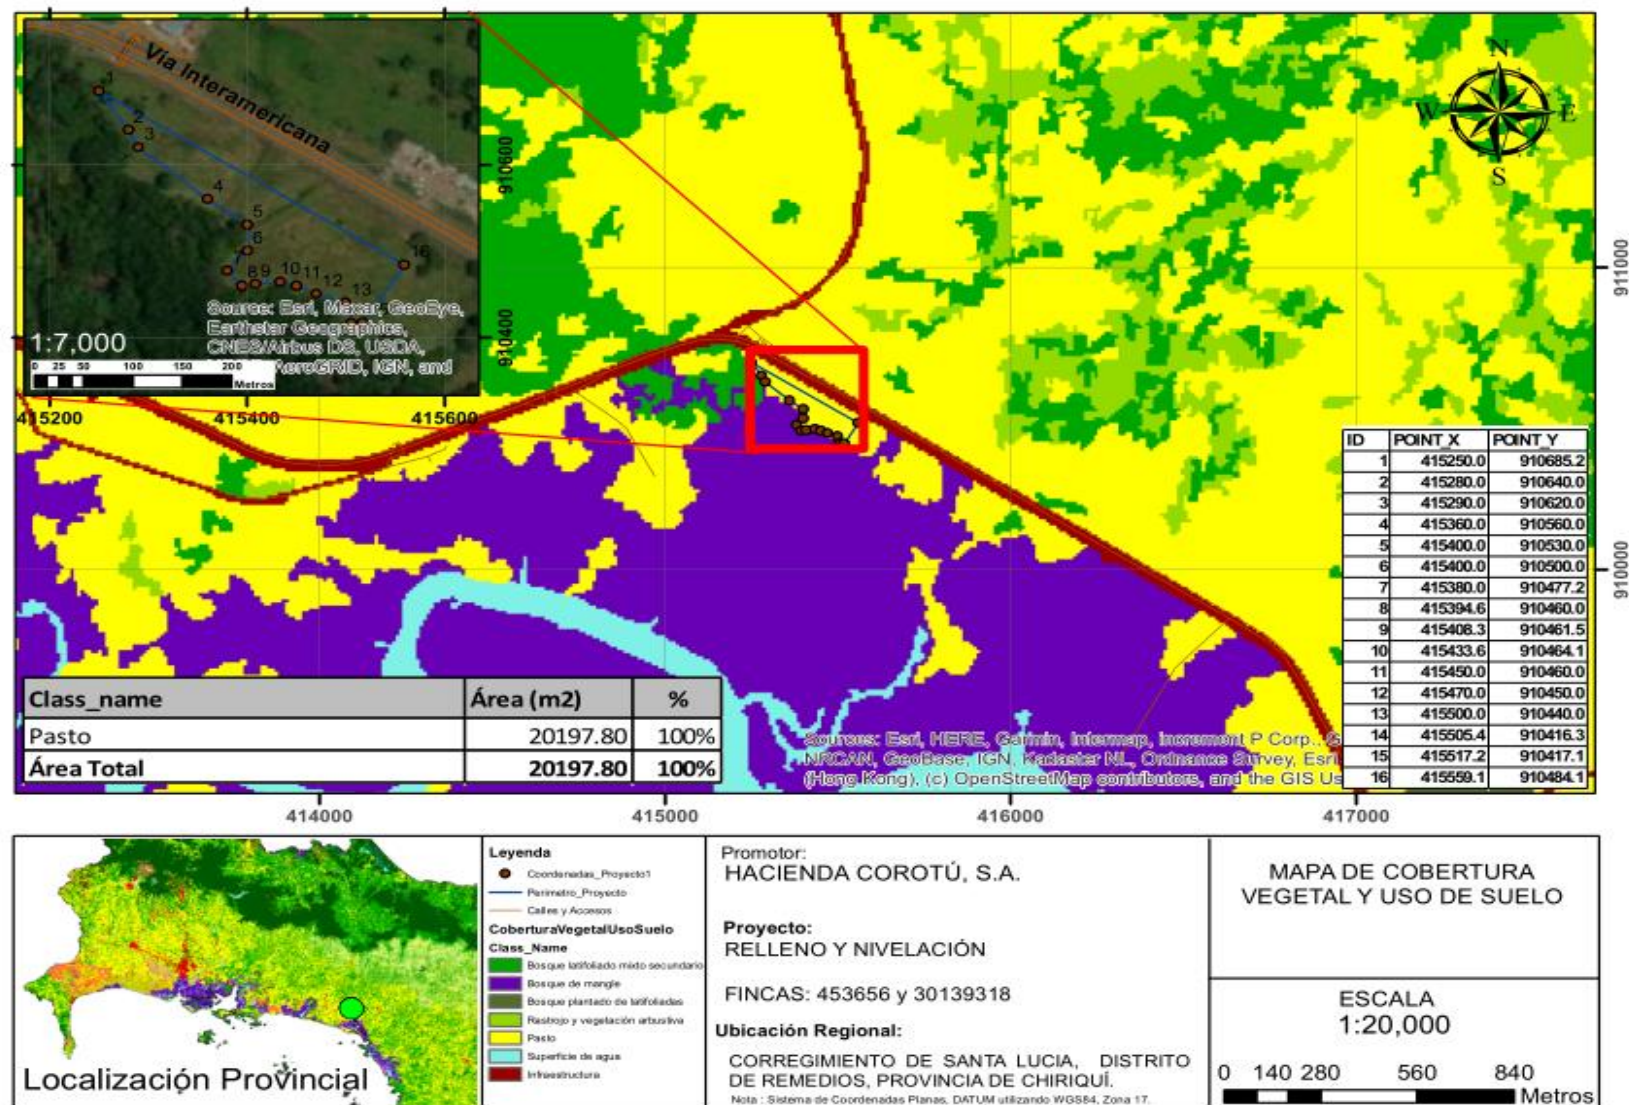 Vía Interamericana
1
2
3
4
5
6
7
8 9 10 11 12 13
16
Source: Esri, Maxar, GeoEye,
Earthstar Geographics,
CNES/Airbus DS, USDA,
AeroGRID, IGN, and
1:7,000
0 25 50 100 150 200
Metros
910600
910400
415200 415400 415600
N
W E
S
911000
910000
ID POINT_X POINT_Y
1 415250.0 910685.2
2 415280.0 910640.0
3 415290.0 910620.0
4 415360.0 910560.0
5 415400.0 910530.0
6 415400.0 910500.0
7 415380.0 910477.2
8 415394.6 910460.0
9 415408.3 910461.5
10 415433.6 910464.1
11 415450.0 910460.0
12 415470.0 910450.0
13 415500.0 910440.0
14 415505.4 910416.3
15 415517.2 910417.1
16 415559.1 910484.1
Class_name Área (m2) %
Pasto 20197.80 100%
Área Total 20197.80 100%
Sources: Esri, HERE, Garmin, Intermap, increment P Corp.,
NRCAN, GeoBase, IGN, Kadaster NL, Ordnance Survey, Esri
(Hong Kong), (c) OpenStreetMap contributors, and the GIS Us
414000 415000 416000 417000
Localización Provincial
Leyenda
Coordenadas_Proyecto1
Perimetro_Proyecto
Calles y Accesos
CoberturaVegetalUsoSuelo
Class_Name
Bosque latifoliado mixto secundario
Bosque de mangle
Bosque plantado de latifoliadas
Rastrojo y vegetación arbustiva
Pasto
Superficie de agua
Infraestructura
Promotor:
HACIENDA COROTÚ, S.A.
Proyecto:
RELLENO Y NIVELACIÓN
FINCAS: 453656 y 30139318
Ubicación Regional:
CORREGIMIENTO DE SANTA LUCIA, DISTRITO
DE REMEDIOS, PROVINCIA DE CHIRIQUÍ.
Nota : Sistema de Coordenadas Planas, DATUM utilizando WGS84, Zona 17.
MAPA DE COBERTURA
VEGETAL Y USO DE SUELO
ESCALA
1:20,000
0 140 280 560 840
Metros